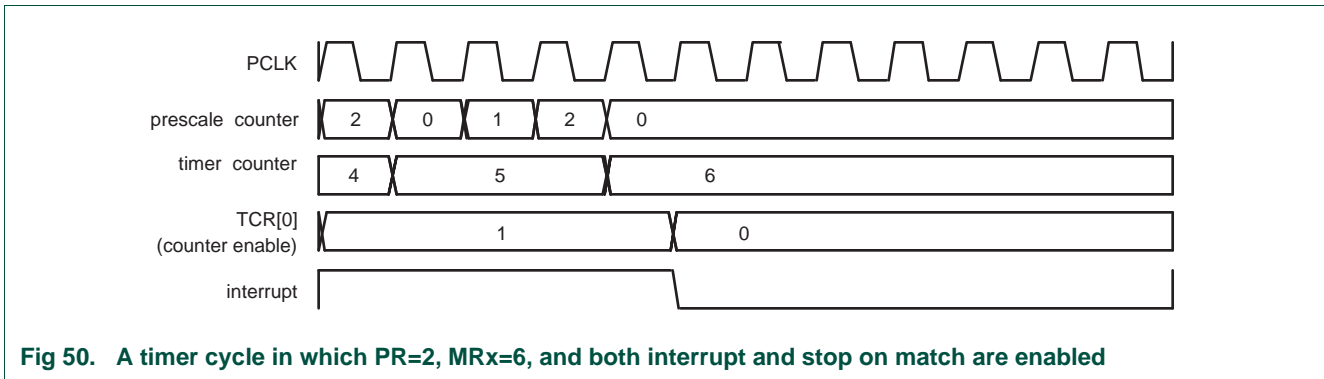 PCLK
prescale counter
2 0 1 2 0
timer counter
4 5 6
TCR[0]
(counter enable)
1 0
interrupt
Fig 50. A timer cycle in which PR=2, MRx=6, and both interrupt and stop on match are enabled